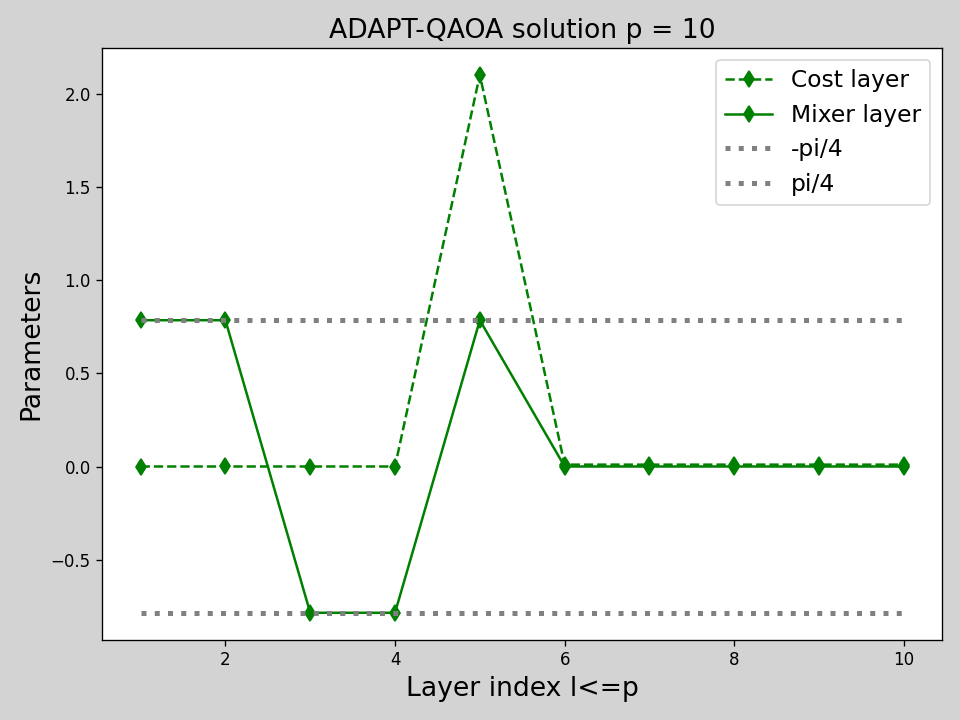 ADAPT-QAOA solution p = 10
Cost layer
Mixer layer
-pi/4
pi/4
Parameters
2.0
1.5
1.0
0.5
0.0
−0.5
2 4 6 8 10
Layer index l<=p